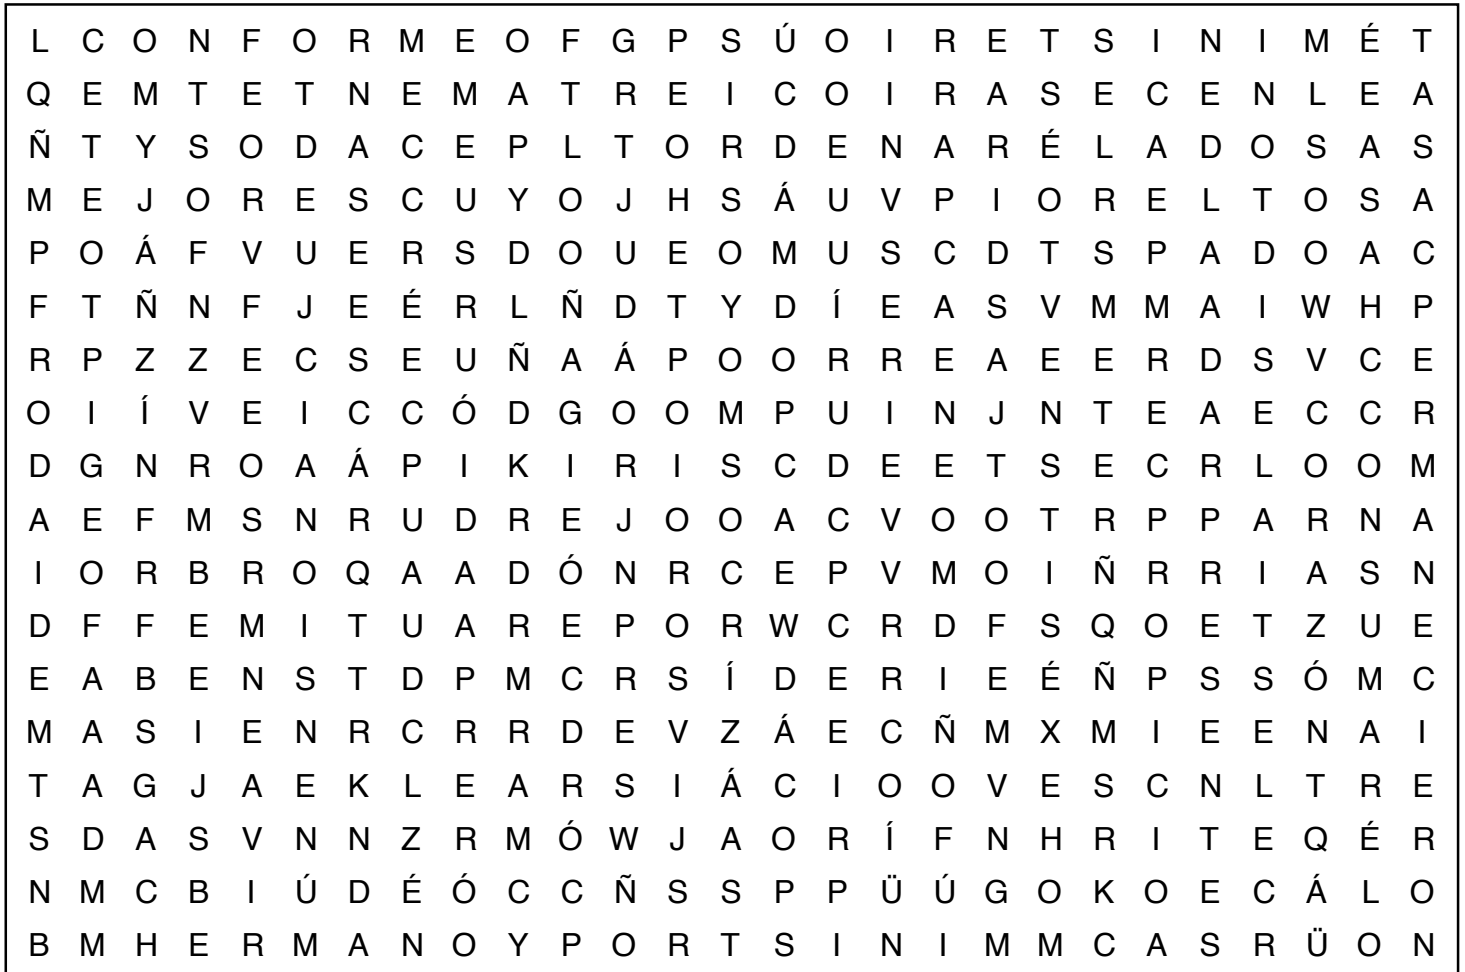 L C O N F O R M E O F G P S Ú O I R E T S I N I M É T
Q E M T E T N E M A T R E I C O I R A S E C E N L E A
Ñ T Y S O D A C E P L T O R D E N A R É L A D O S A S
M E J O R E S C U Y O J H S Á U V P I O R E L T O S A
P O Á F V U E R S D O U E O M U S C D T S P A D O A C
F T Ñ N F J E É R L Ñ D T Y D Í E A S V M M A I W H P
R P Z Z E C S E U Ñ A Á P O O R R E A E E R D S V C E
O I Í V E I C C Ó D G O O M P U I N J N T E A E C C R
D G N R O A Á P I K I R I S C D E E T S E C R L O O M
A E F M S N R U D R E J O O A C V O O T R P P A R N A
I O R B R O Q A A D Ó N R C E P V M O I Ñ R R I A S N
D F F E M I T U A R E P O R W C R D F S Q O E T Z U E
E A B E N S T D P M C R S Í D E R I E É Ñ P S S Ó M C
M A S I E N R C R R D E V Z Á E C Ñ M X M I E E N A I
T A G J A E K L E A R S I Á C I O O V E S C N L T R E
S D A S V N N Z R M Ó W J A O R Í F N H R I T E Q É R
N M C B I Ú D É Ó C C Ñ S S P P Ü Ú G O K O E C Á L O
B M H E R M A N O Y P O R T S I N I M M C A S R Ü O N